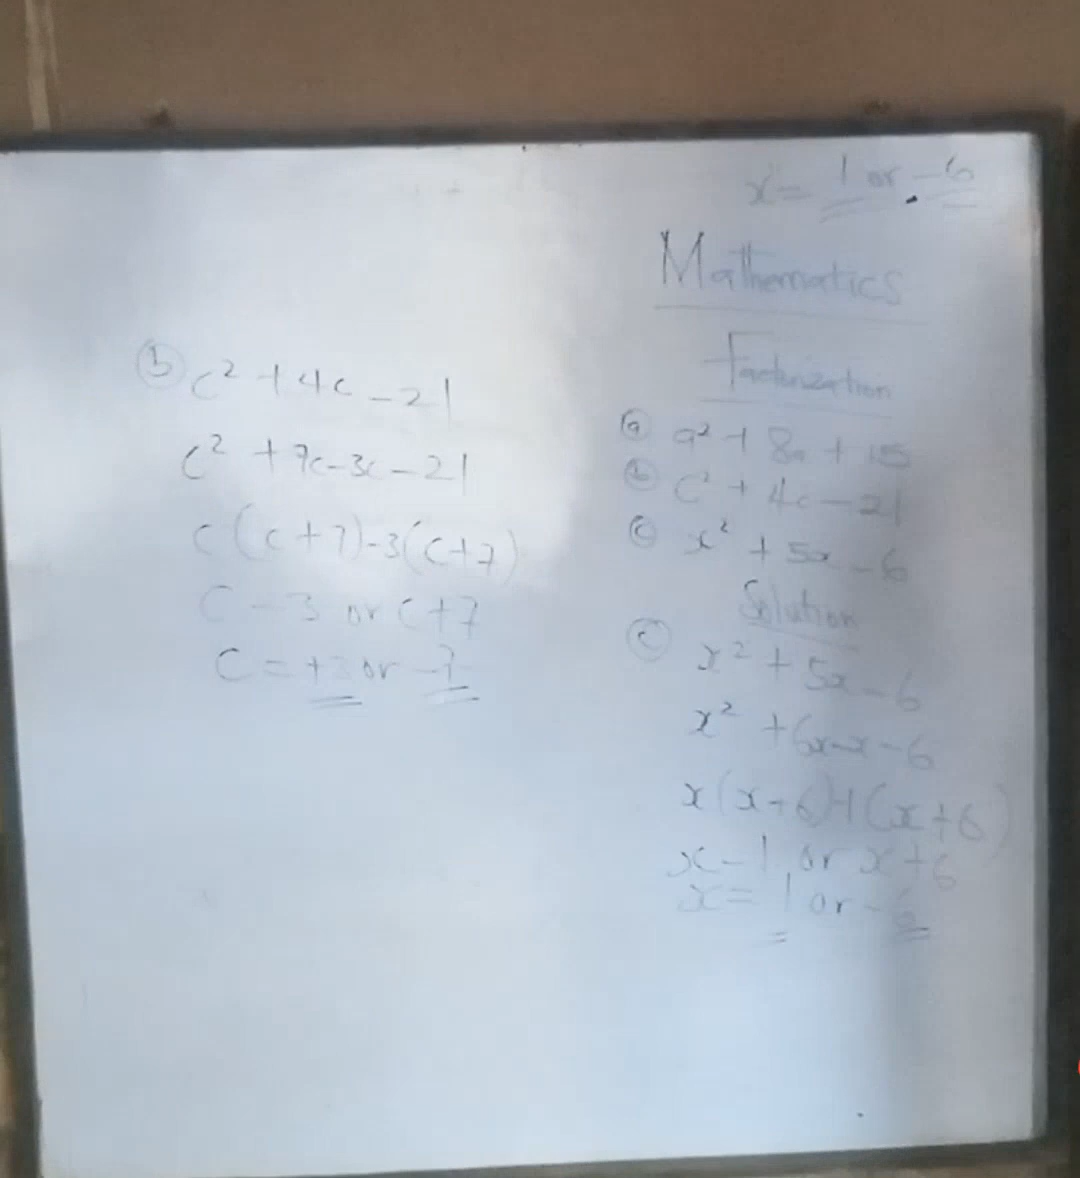 x = 1 or -6
Mathematics
Factorization
(a) a² + 8a + 15
(b) c² + 4c - 21
(c) x² + 5x - 6
Solution
(c) x² + 5x - 6
x² + 6x - x - 6
x(x+6)-1(x+6)
x-1 or x+6
x = 1 or -6
(b) c² + 4c - 21
c² + 7c - 3c - 21
c(c+7)-3(c+7)
c-3 or c+7
c = +3 or -7